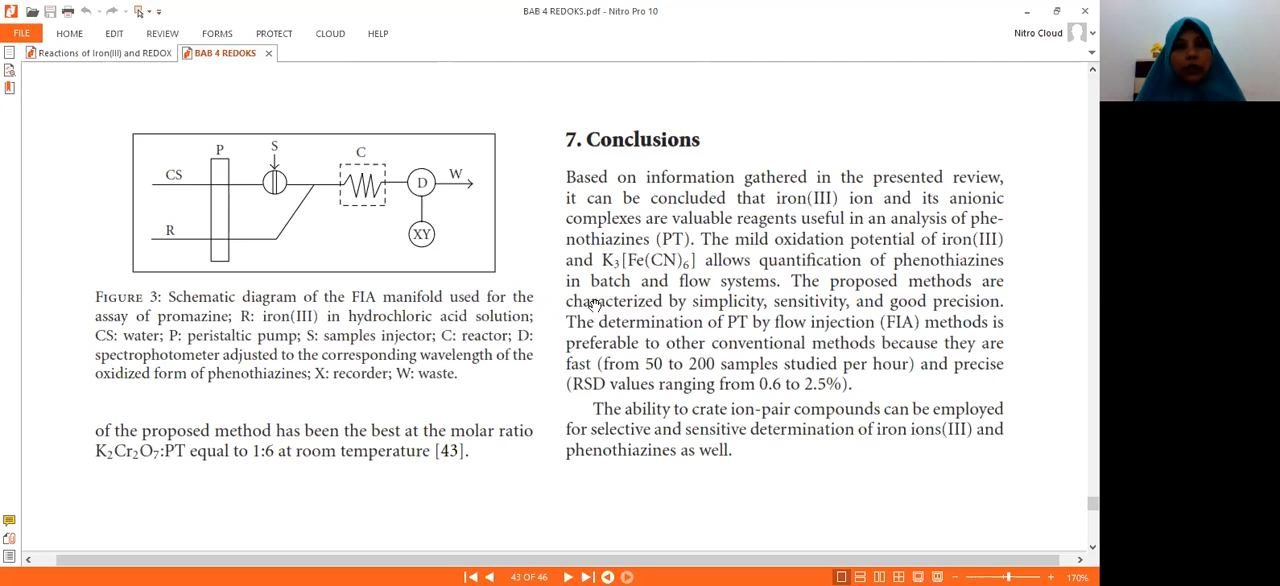 BAB 4 REDOKS.pdf - Nitro Pro 10
FILE HOME EDIT REVIEW FORMS PROTECT CLOUD HELP
Nitro Cloud
Reactions of Iron(III) and REDOX BAB 4 REDOKS
CS
P
S
C
D
W
R
XY
FIGURE 3: Schematic diagram of the FIA manifold used for the
assay of promazine; R: iron(III) in hydrochloric acid solution;
CS: water; P: peristaltic pump; S: samples injector; C: reactor; D:
spectrophotometer adjusted to the corresponding wavelength of the
oxidized form of phenothiazines; X: recorder; W: waste.
of the proposed method has been the best at the molar ratio
K₂Cr₂O₇:PT equal to 1:6 at room temperature [43].
7. Conclusions
Based on information gathered in the presented review,
it can be concluded that iron(III) ion and its anionic
complexes are valuable reagents useful in an analysis of phe-
nothiazines (PT). The mild oxidation potential of iron(III)
and K₃[Fe(CN)₆] allows quantification of phenothiazines
in batch and flow systems. The proposed methods are
characterized by simplicity, sensitivity, and good precision.
The determination of PT by flow injection (FIA) methods is
preferable to other conventional methods because they are
fast (from 50 to 200 samples studied per hour) and precise
(RSD values ranging from 0.6 to 2.5%).
The ability to crate ion-pair compounds can be employed
for selective and sensitive determination of iron ions(III) and
phenothiazines as well.
43 OF 46
170%